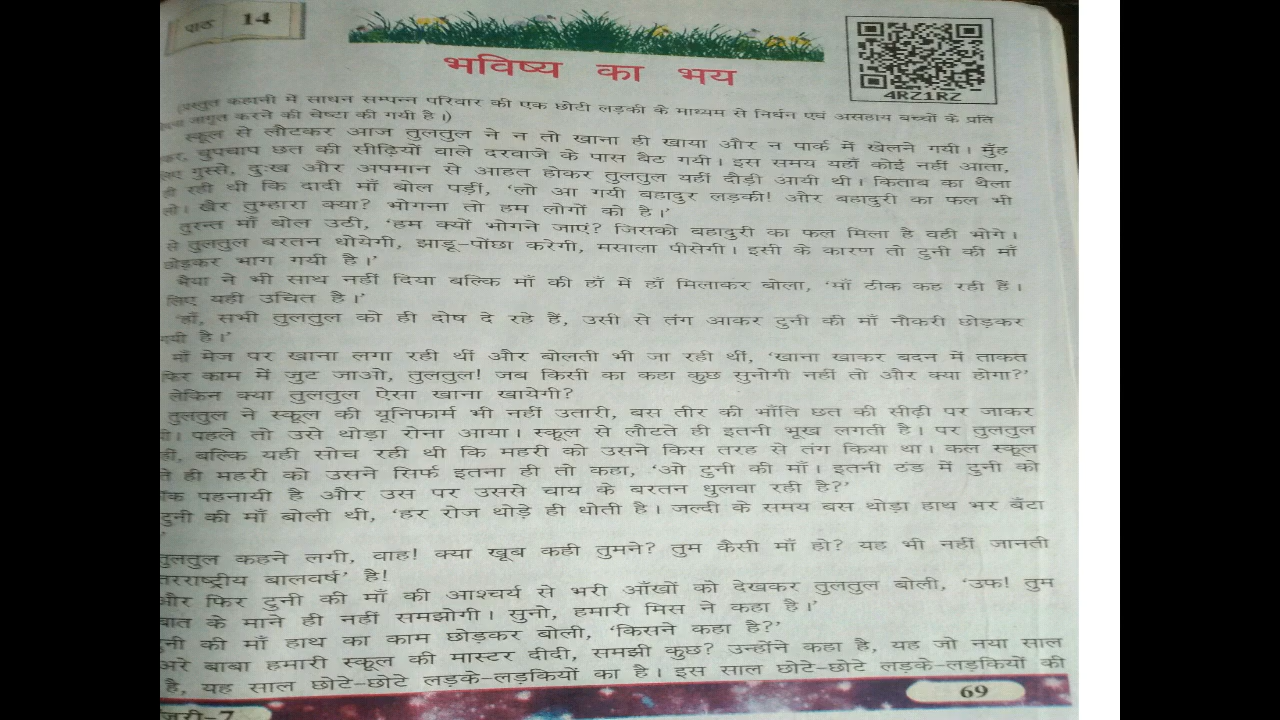 पाठ 14
4RZ1RZ
भविष्य का भय
(प्रस्तुत कहानी में साधन सम्पन्न परिवार की एक छोटी लड़की के माध्यम से निर्धन एवं असहाय बच्चों के प्रति
जागृत करने की चेष्टा की गयी है।)
स्कूल से लौटकर आज तुलतुल ने न तो खाना ही खाया और न पार्क में खेलने गयी। मुँह
चुपचाप छत की सीढ़ियों वाले दरवाजे के पास बैठ गयी। इस समय यहाँ कोई नहीं आता,
गुस्से, दुःख और अपमान से आहत होकर तुलतुल यहीं दौड़ी आयी थी। किताब का थैला
ही रही थी कि दादी माँ बोल पड़ीं, 'लो आ गयी बहादुर लड़की! और बहादुरी का फल भी
लो। खैर तुम्हारा क्या? भोगना तो हम लोगों को है।'
तुरन्त माँ बोल उठी, 'हम क्यों भोगने जाएं? जिसको बहादुरी का फल मिला है वही भोगे।
से तुलतुल बरतन धोयेगी, झाडू-पोंछा करेगी, मसाला पीसेगी। इसी के कारण तो टुनी की माँ
छोड़कर भाग गयी है।'
भैया ने भी साथ नहीं दिया बल्कि माँ की हाँ में हाँ मिलाकर बोला, 'माँ ठीक कह रही हैं।
लिए यही उचित है।'
'हाँ, सभी तुलतुल को ही दोष दे रहे हैं, उसी से तंग आकर टुनी की माँ नौकरी छोड़कर
गयी है।'
माँ मेज पर खाना लगा रही थीं और बोलती भी जा रही थीं, 'खाना खाकर बदन में ताकत
फिर काम में जुट जाओ, तुलतुल! जब किसी का कहा कुछ सुनोगी नहीं तो और क्या होगा?'
लेकिन क्या तुलतुल ऐसा खाना खायेगी?
तुलतुल ने स्कूल की यूनिफार्म भी नहीं उतारी, बस तीर की भाँति छत की सीढ़ी पर जाकर
पहले तो उसे थोड़ा रोना आया। स्कूल से लौटते ही इतनी भूख लगती है। पर तुलतुल
बल्कि यही सोच रही थी कि महरी को उसने किस तरह से तंग किया था। कल स्कूल
ही महरी को उसने सिर्फ इतना ही तो कहा, 'ओ टुनी की माँ। इतनी ठंड में टुनी को
पहनायी है और उस पर उससे चाय के बरतन धुलवा रही है?'
टुनी की माँ बोली थी, 'हर रोज थोड़े ही धोती है। जल्दी के समय बस थोड़ा हाथ भर बँटा
तुलतुल कहने लगी, वाह! क्या खूब कही तुमने? तुम कैसी माँ हो? यह भी नहीं जानती
तरराष्ट्रीय बालवर्ष' है!
और फिर टुनी की माँ की आश्चर्य से भरी आँखों को देखकर तुलतुल बोली, 'उफ! तुम
बात के माने ही नहीं समझोगी। सुनो, हमारी मिस ने कहा है।'
नी की माँ हाथ का काम छोड़कर बोली, 'किसने कहा है?'
अरे बाबा हमारी स्कूल की मास्टर दीदी, समझी कुछ? उन्होंने कहा है, यह जो नया साल
है, यह साल छोटे-छोटे लड़के-लड़कियों का है। इस साल छोटे-छोटे लड़के-लड़कियों की
69
जरी-7